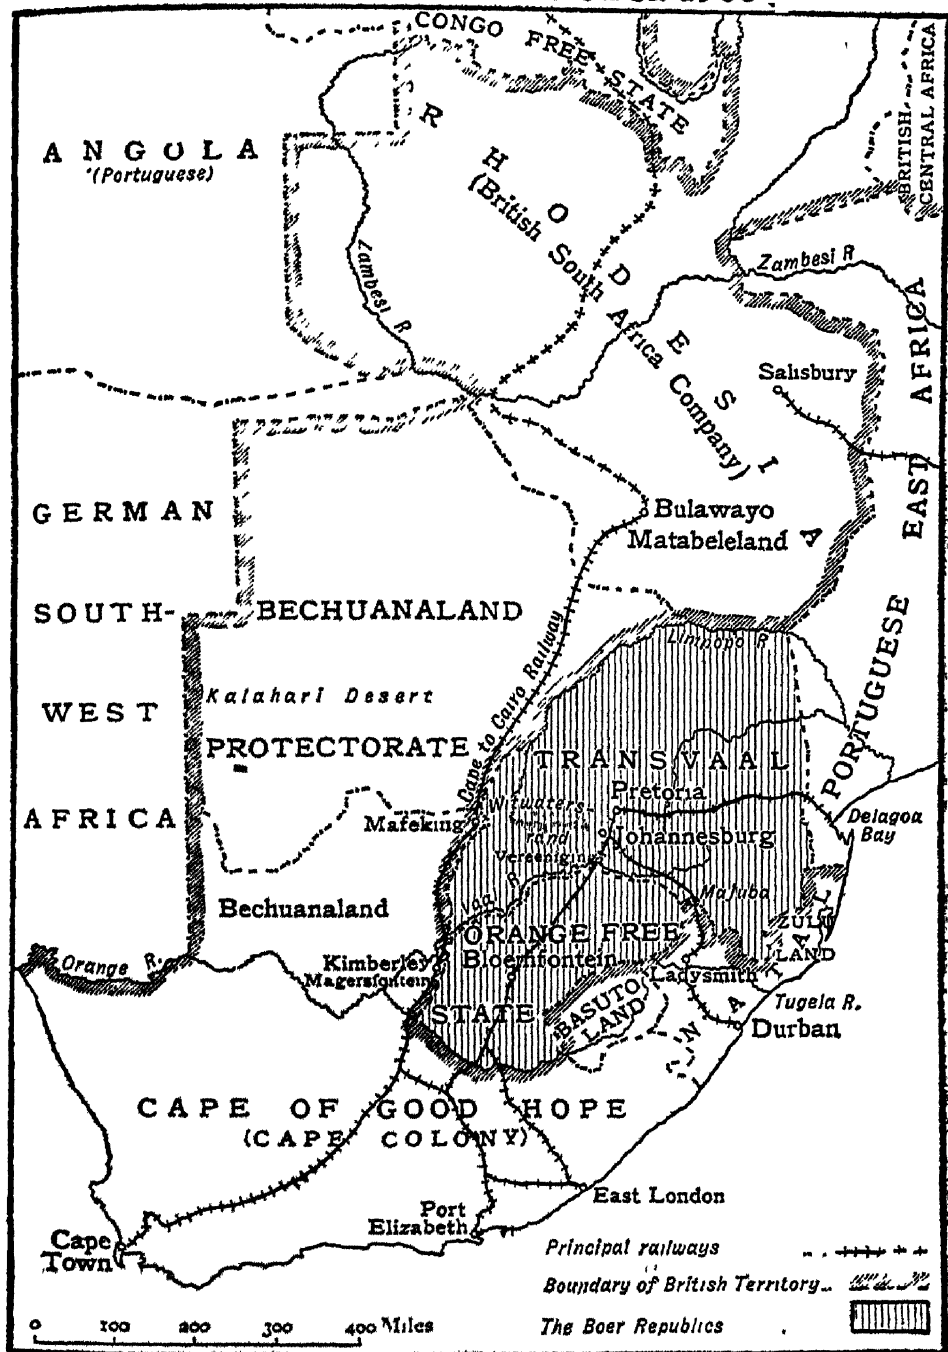 CONGO FREE STATE
BRITISH
CENTRAL AFRICA
ANGOLA
(Portuguese)
RHODESIA
(British South Africa Company)
Zambesi R
Zambesi R
Salisbury
PORTUGUESE EAST AFRICA
GERMAN
SOUTH-
WEST
AFRICA
Bulawayo
Matabeleland
BECHUANALAND
Kalahari Desert
PROTECTORATE
Cape to Cairo Railway
Limpopo R
TRANSVAAL
Pretoria
Witwaters-
rand
Johannesburg
Vereeniging
Mafeking
Delagoa
Bay
Vaal R
Majuba
Bechuanaland
ORANGE FREE
STATE
Bloemfontein
ZULU
LAND
Orange R.
Kimberley
Magersfontein
Ladysmith
BASUTO
LAND
NATAL
Tugela R.
Durban
CAPE OF GOOD HOPE
(CAPE COLONY)
East London
Port
Elizabeth
Cape
Town
Principal railways
Boundary of British Territory
The Boer Republics
0 100 200 300 400 Miles